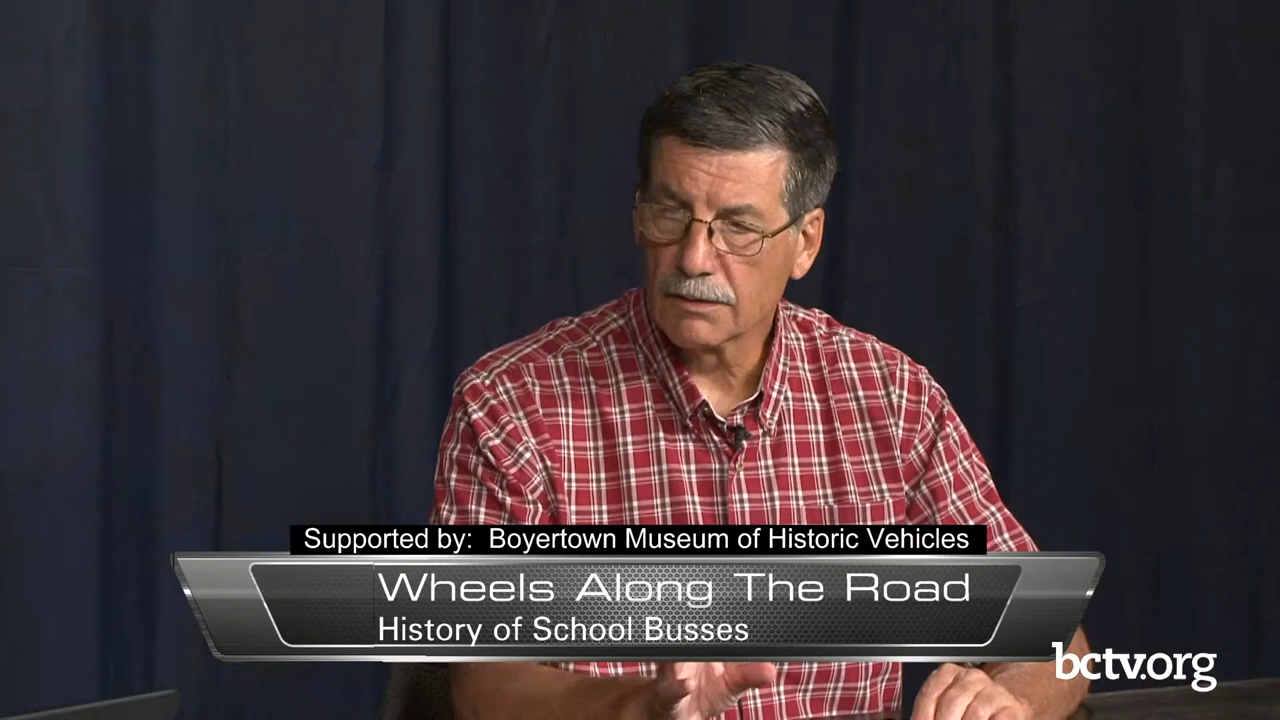 Supported by:  Boyertown Museum of Historic Vehicles
Wheels Along The Road
History of School Busses
bctv.org